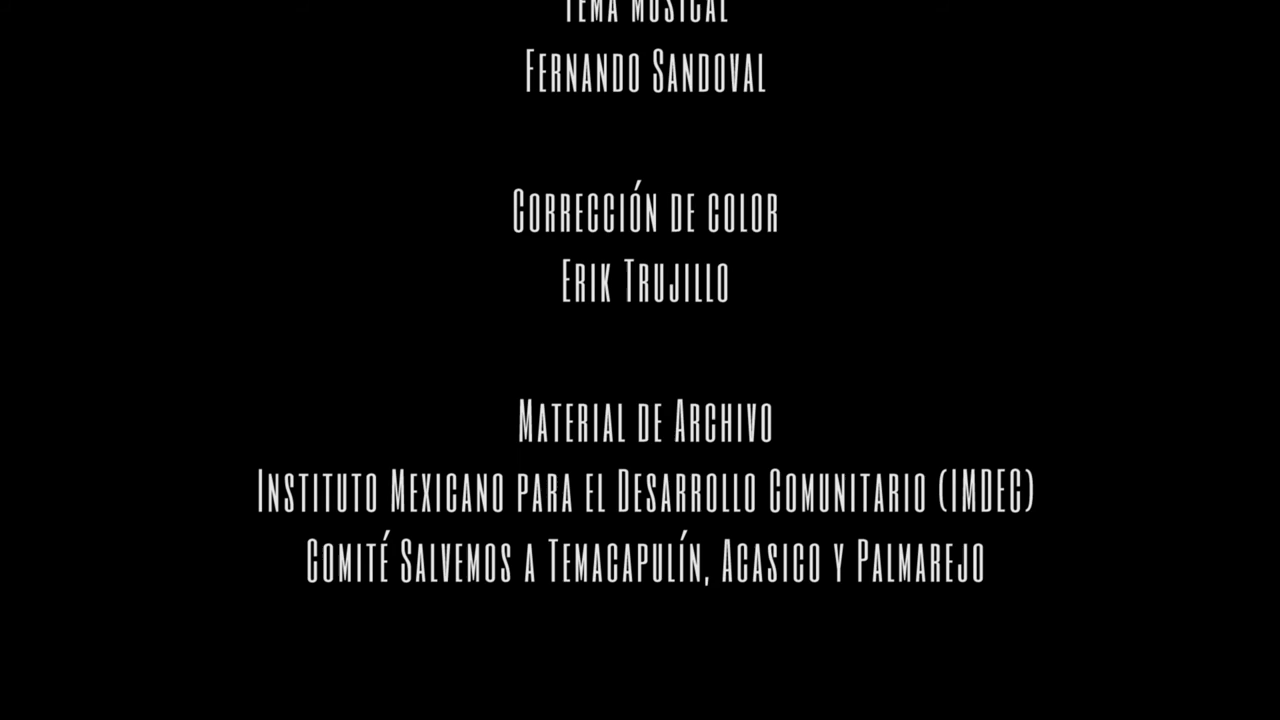 Tema musical
Fernando Sandoval
Corrección de color
Erik Trujillo
Material de Archivo
Instituto Mexicano para el Desarrollo Comunitario (IMDEC)
Comité Salvemos a Temacapulín, Acasico y Palmarejo